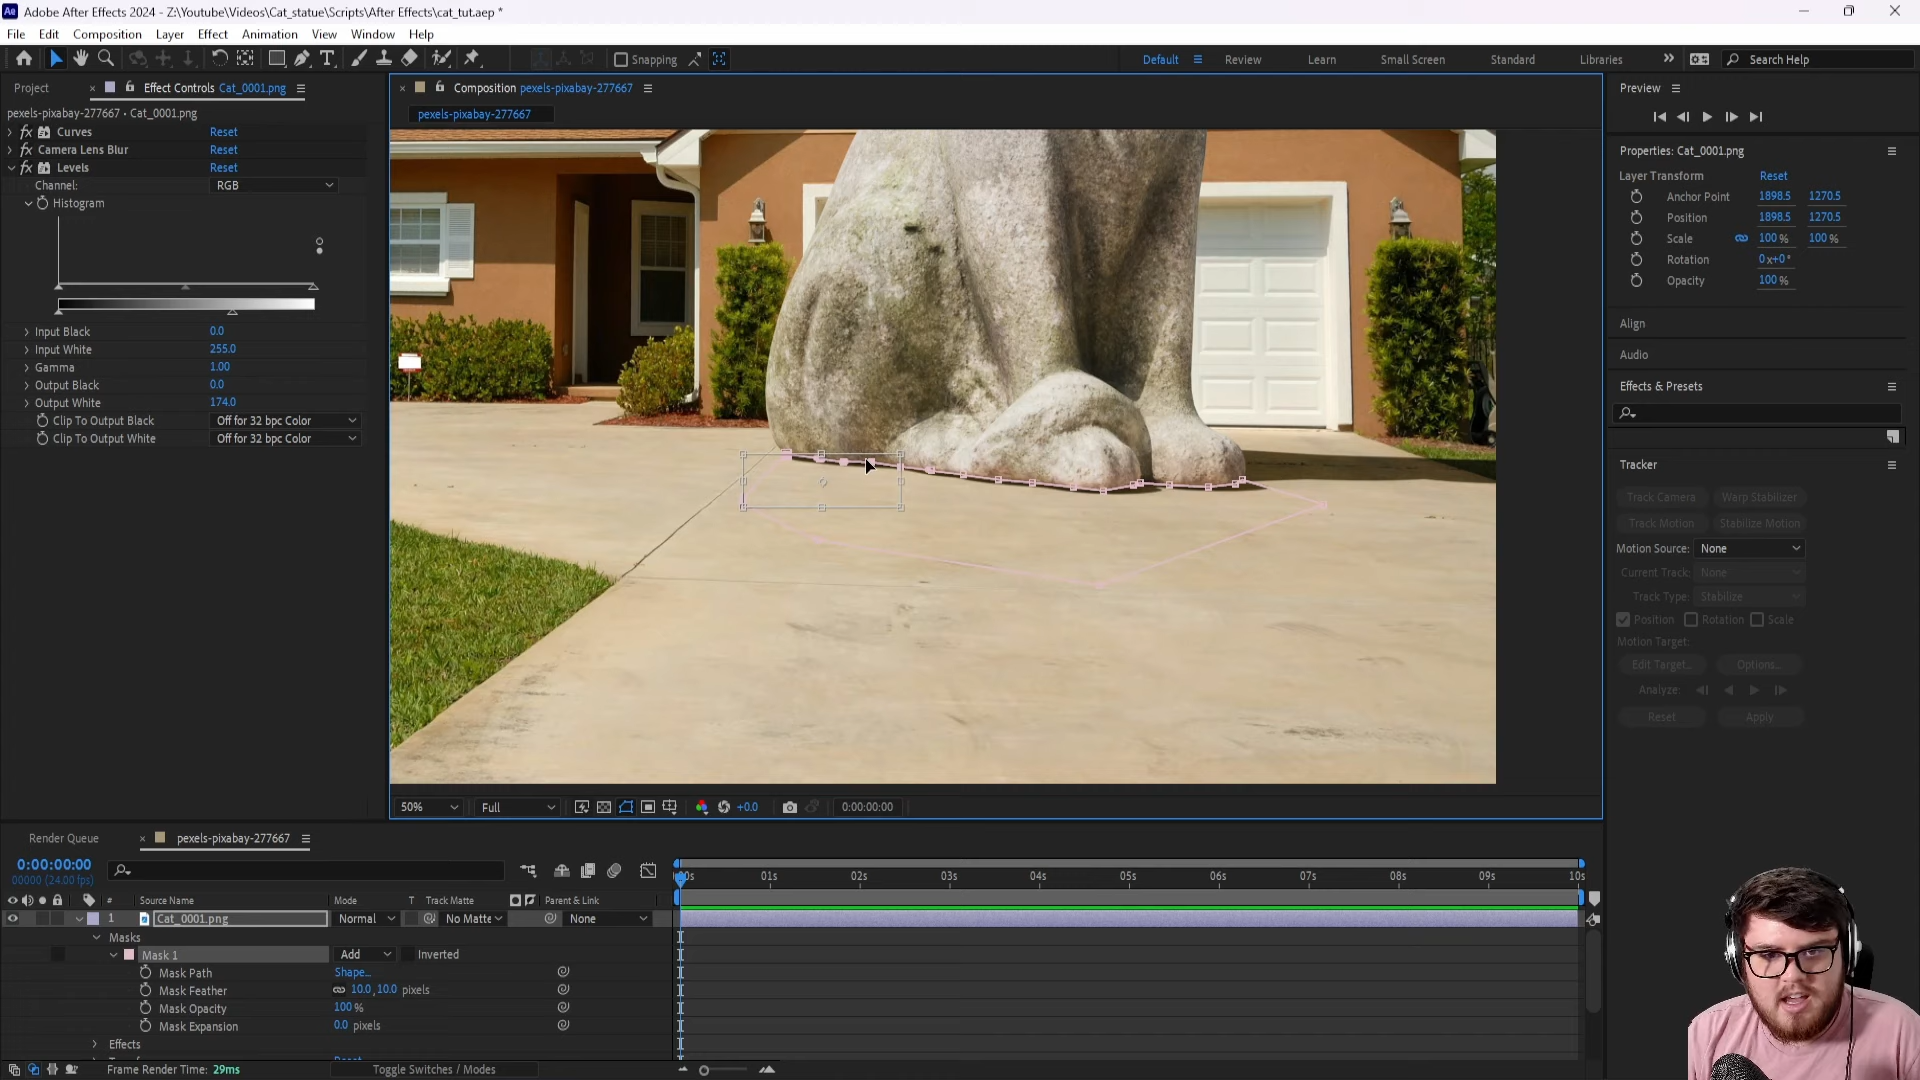 Adobe After Effects 2024 - Z:\Youtube\Videos\Cat_statue\Scripts\After Effects\cat_tut.aep *
File Edit Composition Layer Effect Animation View Window Help
Snapping
Default Review Learn Small Screen Standard Libraries Search Help
Project Effect Controls Cat_0001.png
pexels-pixabay-277667 • Cat_0001.png
fx Curves Reset
fx Camera Lens Blur Reset
fx Levels Reset
Channel: RGB
Histogram
Input Black 0.0
Input White 255.0
Gamma 1.00
Output Black 0.0
Output White 174.0
Clip To Output Black Off for 32 bpc Color
Clip To Output White Off for 32 bpc Color
Composition pexels-pixabay-277667
pexels-pixabay-277667
50% Full +0.0 0:00:00:00
Preview
Properties: Cat_0001.png
Layer Transform Reset
Anchor Point 1898.5 1270.5
Position 1898.5 1270.5
Scale 100 % 100 %
Rotation 0x+0°
Opacity 100 %
Align
Audio
Effects & Presets
Tracker
Track Camera Warp Stabilizer
Track Motion Stabilize Motion
Motion Source: None
Current Track: None
Track Type: Stabilize
Position Rotation Scale
Motion Target:
Edit Target... Options...
Analyze:
Reset Apply
Render Queue pexels-pixabay-277667
0:00:00:00
00000 (24.00 fps)
00s 01s 02s 03s 04s 05s 06s 07s 08s 09s 10s
# Source Name Mode T Track Matte Parent & Link
1 Cat_0001.png Normal No Matte None
Masks
Mask 1 Add Inverted
Mask Path Shape...
Mask Feather 10.0, 10.0 pixels
Mask Opacity 100 %
Mask Expansion 0.0 pixels
Effects
Frame Render Time: 29ms Toggle Switches / Modes